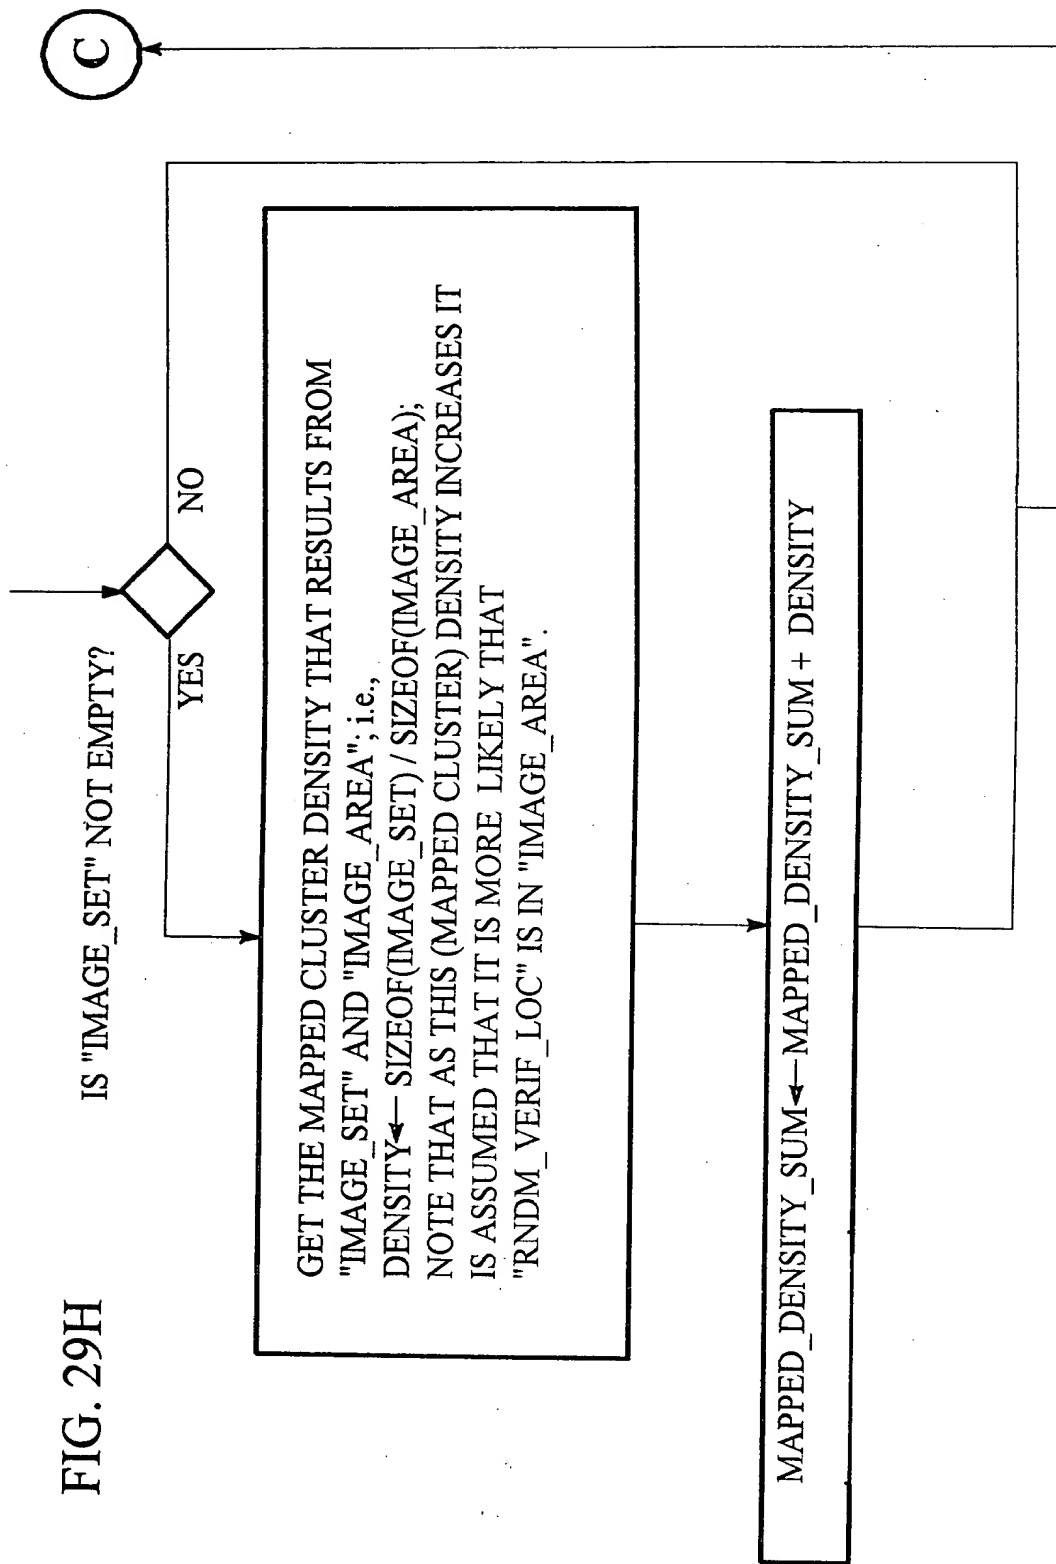 FIG. 29H
C
IS "IMAGE_SET" NOT EMPTY?
YES
NO
GET THE MAPPED CLUSTER DENSITY THAT RESULTS FROM
"IMAGE_SET" AND "IMAGE_AREA"; i.e.,
DENSITY← SIZEOF(IMAGE_SET) / SIZEOF(IMAGE_AREA);
NOTE THAT AS THIS (MAPPED CLUSTER) DENSITY INCREASES IT
IS ASSUMED THAT IT IS MORE LIKELY THAT
"RNDM_VERIF_LOC" IS IN "IMAGE_AREA".
MAPPED_DENSITY_SUM←MAPPED_DENSITY_SUM + DENSITY